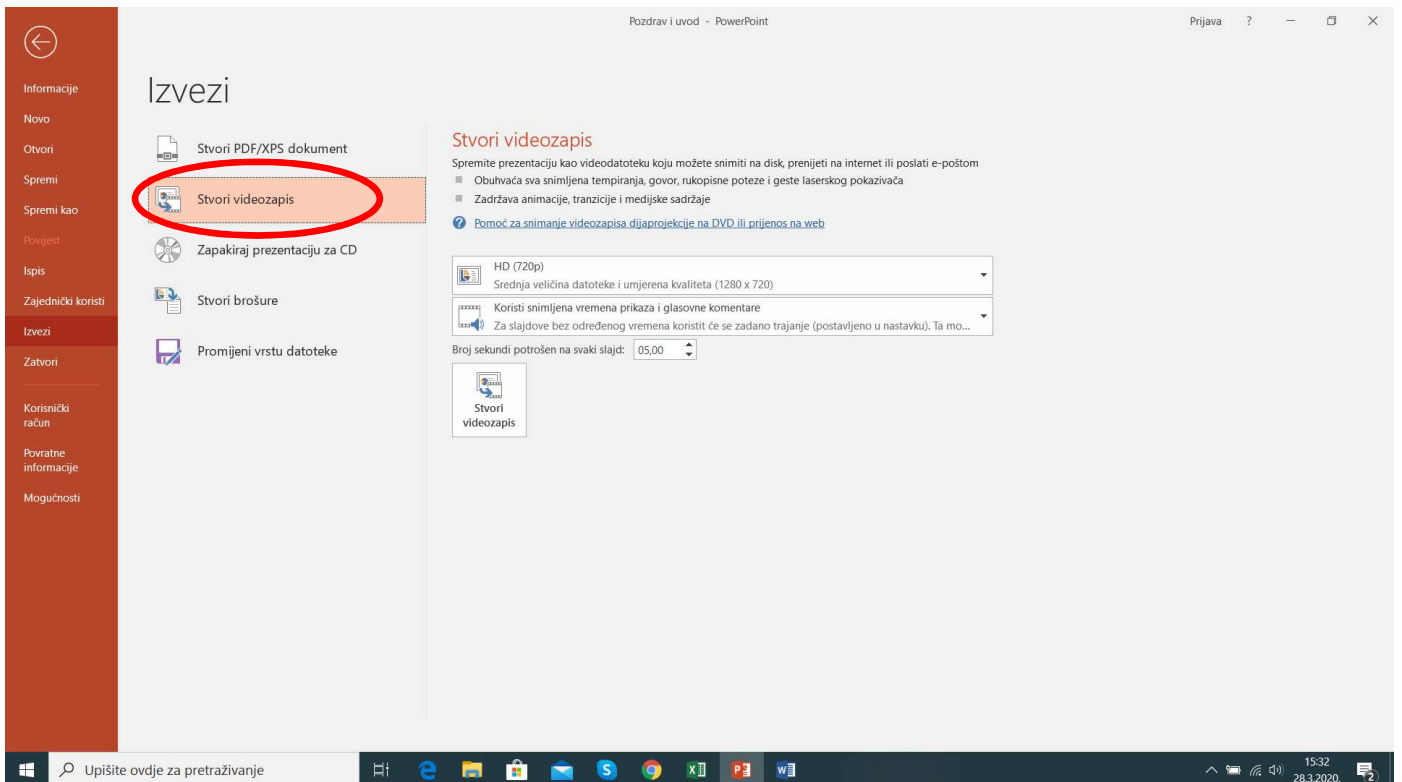 Pozdrav i uvod - PowerPoint
Prijava ?
Informacije
Novo
Otvori
Spremi
Spremi kao
Povijest
Ispis
Zajednički koristi
Izvezi
Zatvori
Korisnički
račun
Povratne
informacije
Mogućnosti
Izvezi
Stvori PDF/XPS dokument
Stvori videozapis
Zapakiraj prezentaciju za CD
Stvori brošure
Promijeni vrstu datoteke
Stvori videozapis
Spremite prezentaciju kao videodatoteku koju možete snimiti na disk, prenijeti na internet ili poslati e-poštom
Obuhvaća sva snimljena tempiranja, govor, rukopisne poteze i geste laserskog pokazivača
Zadržava animacije, tranzicije i medijske sadržaje
Pomoć za snimanje videozapisa dijaprojekcije na DVD ili prijenos na web
HD (720p)
Srednja veličina datoteke i umjerena kvaliteta (1280 x 720)
Koristi snimljena vremena prikaza i glasovne komentare
Za slajdove bez određenog vremena koristit će se zadano trajanje (postavljeno u nastavku). Ta mo...
Broj sekundi potrošen na svaki slajd: 05,00
Stvori
videozapis
Upišite ovdje za pretraživanje
15:32
28.3.2020.
2